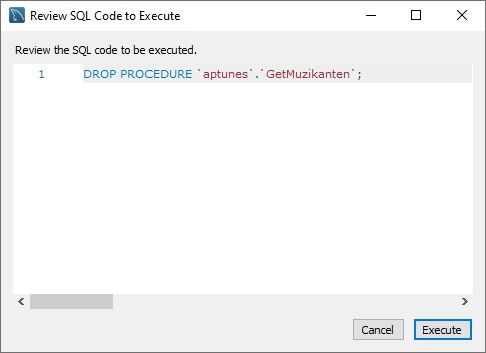 Review SQL Code to Execute
Review the SQL code to be executed.
1 DROP PROCEDURE `aptunes`.`GetMuzikanten`;
Cancel Execute